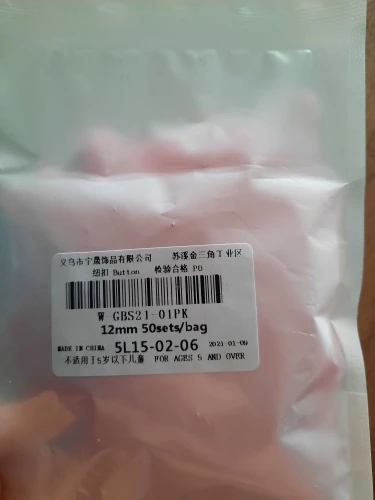 义乌市宁晟饰品有限公司 苏溪金三角工业区
纽扣 Button 检验合格 PO
W-GBS21-01PK
12mm 50sets/bag
MADE IN CHINA 5L15-02-06 2021-01-09
不适用于5岁以下儿童 FOR AGES 5 AND OVER